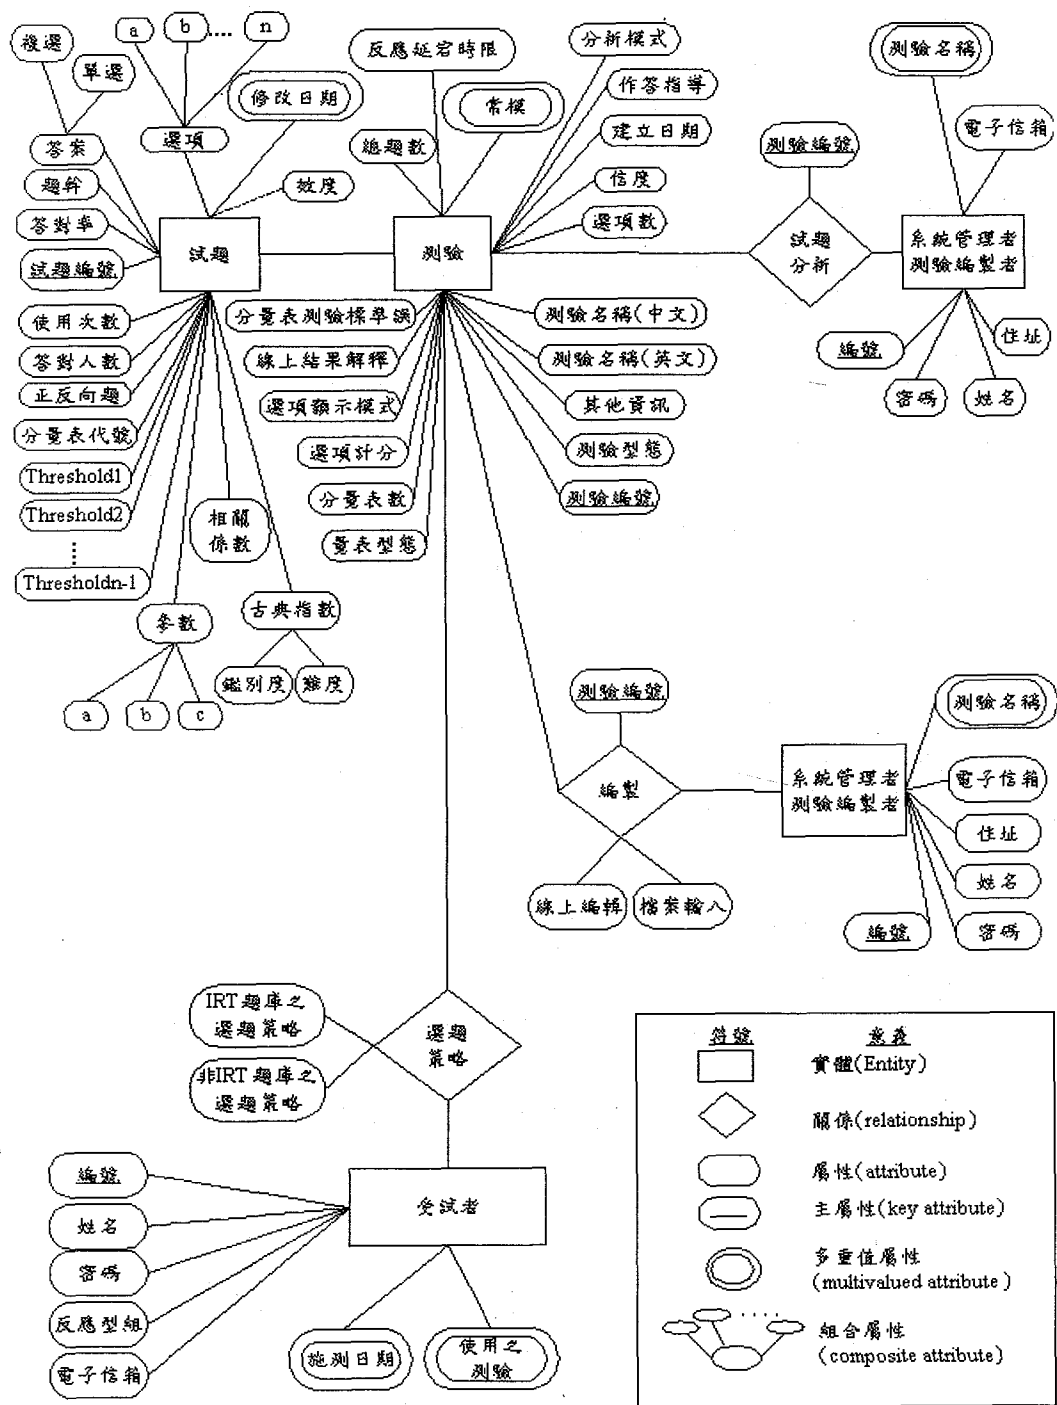 複選
單選
答案
題幹
答對率
試題編號
a
b
....
n
選項
修改日期
效度
試題
使用次數
答對人數
正反向題
分量表代號
Threshold1
Threshold2
Thresholdn-1
參數
a
b
c
相關
係數
古典指數
鑑別度
難度
反應延宕時限
總題數
常模
分析模式
作答指導
建立日期
信度
選項數
測驗
分量表測驗標準誤
線上結果解釋
選項顯示模式
選項計分
分量表數
量表型態
測驗名稱(中文)
測驗名稱(英文)
其他資訊
測驗型態
測驗編號
測驗編號
試題
分析
測驗名稱
電子信箱
系統管理者
測驗編製者
編號
密碼
姓名
住址
測驗編號
編製
線上編輯
檔案輸入
系統管理者
測驗編製者
測驗名稱
電子信箱
住址
姓名
密碼
編號
IRT 題庫之
選題策略
非IRT 題庫之
選題策略
選題
策略
編號
姓名
密碼
反應型組
電子信箱
受試者
施測日期
使用之
測驗
符號
意義
實體(Entity)
關係(relationship)
屬性(attribute)
主屬性(key attribute)
多重值屬性
(multivalued attribute)
組合屬性
(composite attribute)